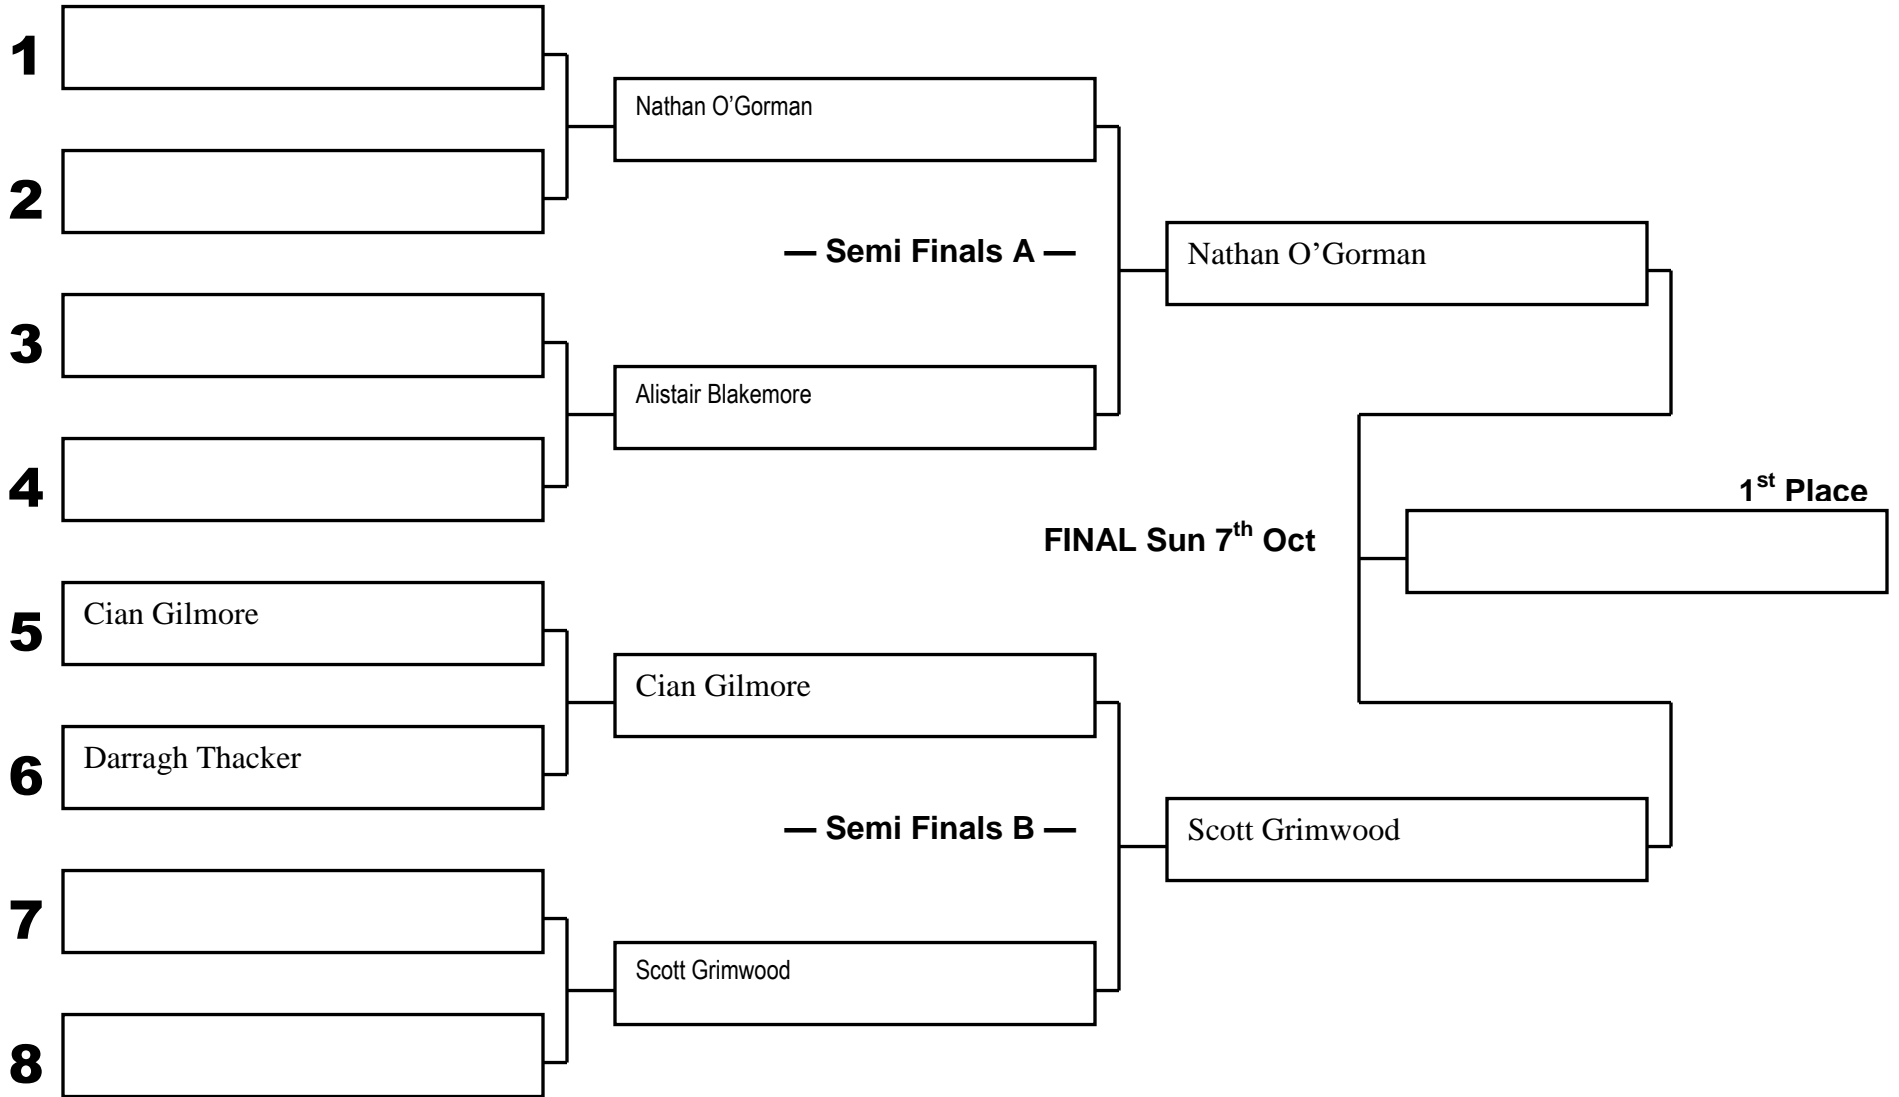 1
Nathan O’Gorman
2
— Semi Finals A —
Nathan O’Gorman
3
Alistair Blakemore
4
1st Place
FINAL Sun 7th Oct
5
Cian Gilmore
Cian Gilmore
6
Darragh Thacker
— Semi Finals B —
Scott Grimwood
7
Scott Grimwood
8